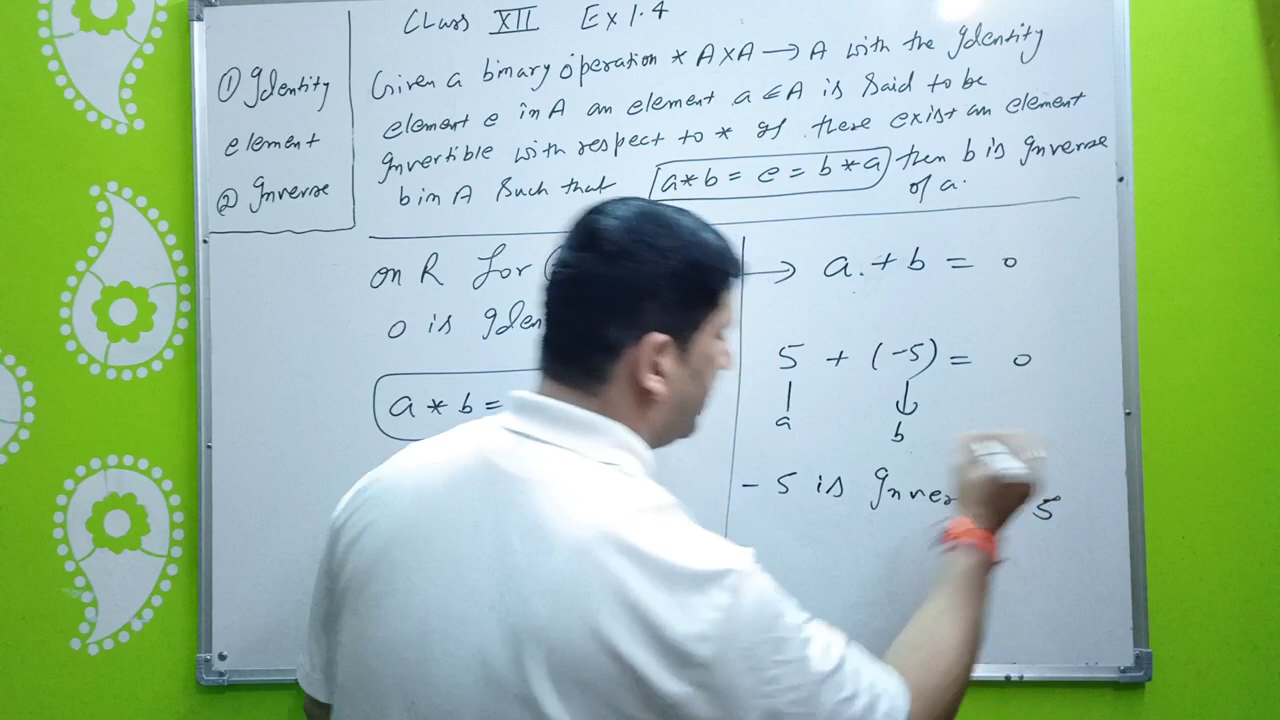 Class XII Ex 1.4
① Identity
element
② Inverse
Given a binary operation * A×A → A with the Identity
element e in A an element a ∈ A is said to be
Invertible with respect to * If there exist an element
b in A such that a*b = e = b*a then b is Inverse
of a.
on R for
0 is Iden
a * b =
→ a + b = 0
5 + (-5) = 0
a b
-5 is Inver 5